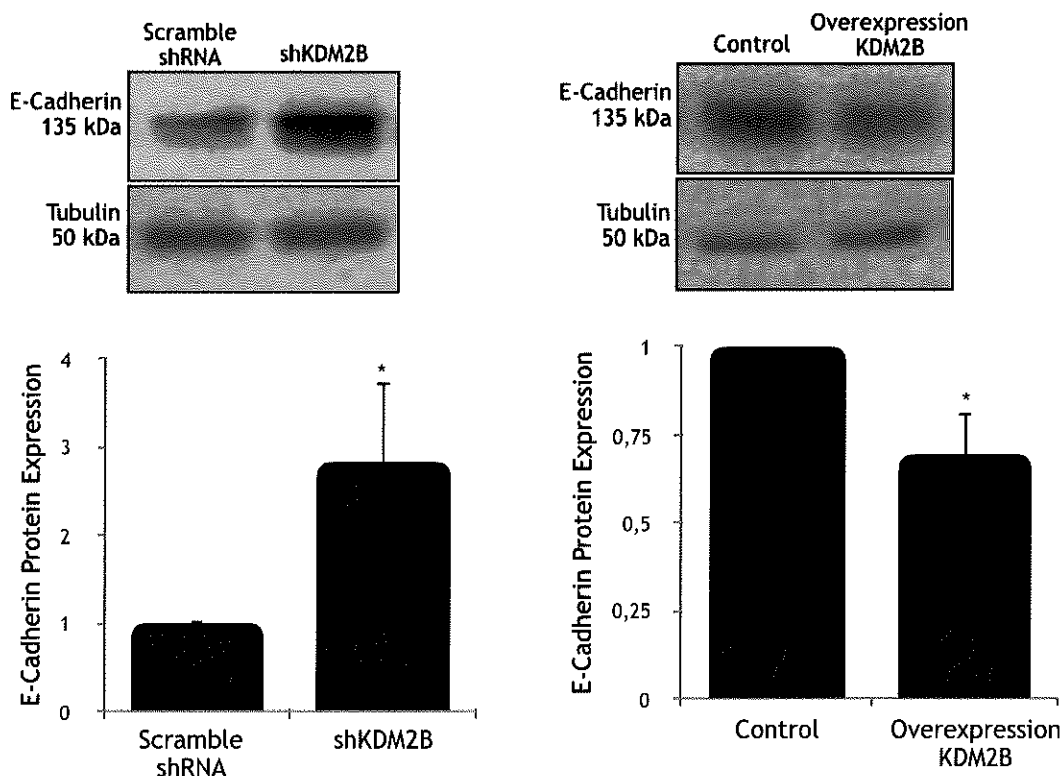 Scramble
shRNA
shKDM2B
E-Cadherin
135 kDa
Tubulin
50 kDa
Control
Overexpression
KDM2B
E-Cadherin
135 kDa
Tubulin
50 kDa
E-Cadherin Protein Expression
4
*
3
2
1
0
Scramble
shRNA
shKDM2B
E-Cadherin Protein Expression
1
*
0,75
0,5
0,25
0
Control
Overexpression
KDM2B